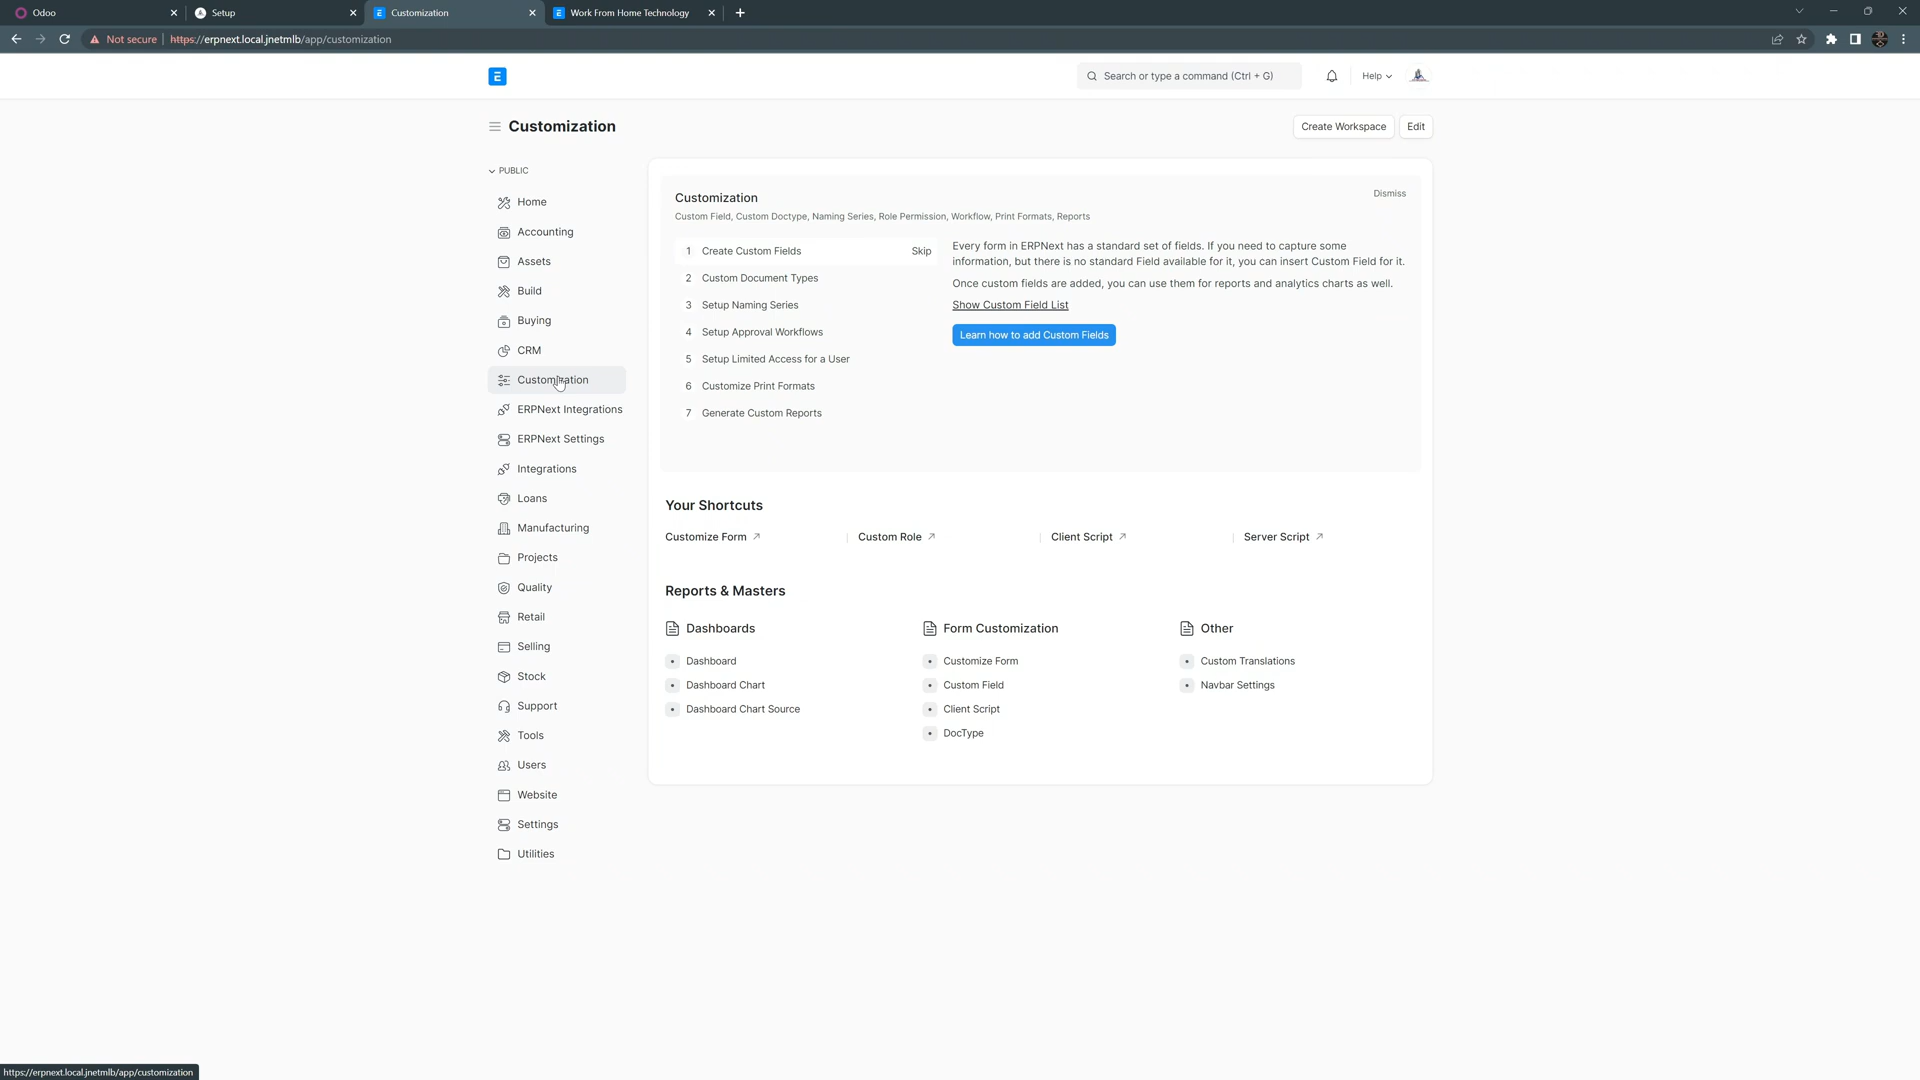 Odoo
Setup
Customization
Work From Home Technology
Not secure
https://erpnext.local.jnetmlb/app/customization
E
Search or type a command (Ctrl + G)
Help
Customization
Create Workspace
Edit
PUBLIC
Home
Accounting
Assets
Build
Buying
CRM
Customization
ERPNext Integrations
ERPNext Settings
Integrations
Loans
Manufacturing
Projects
Quality
Retail
Selling
Stock
Support
Tools
Users
Website
Settings
Utilities
Customization
Dismiss
Custom Field, Custom Doctype, Naming Series, Role Permission, Workflow, Print Formats, Reports
1 Create Custom Fields Skip
2 Custom Document Types
3 Setup Naming Series
4 Setup Approval Workflows
5 Setup Limited Access for a User
6 Customize Print Formats
7 Generate Custom Reports
Every form in ERPNext has a standard set of fields. If you need to capture some
information, but there is no standard Field available for it, you can insert Custom Field for it.
Once custom fields are added, you can use them for reports and analytics charts as well.
Show Custom Field List
Learn how to add Custom Fields
Your Shortcuts
Customize Form
Custom Role
Client Script
Server Script
Reports & Masters
Dashboards
Dashboard
Dashboard Chart
Dashboard Chart Source
Form Customization
Customize Form
Custom Field
Client Script
DocType
Other
Custom Translations
Navbar Settings
https://erpnext.local.jnetmlb/app/customization